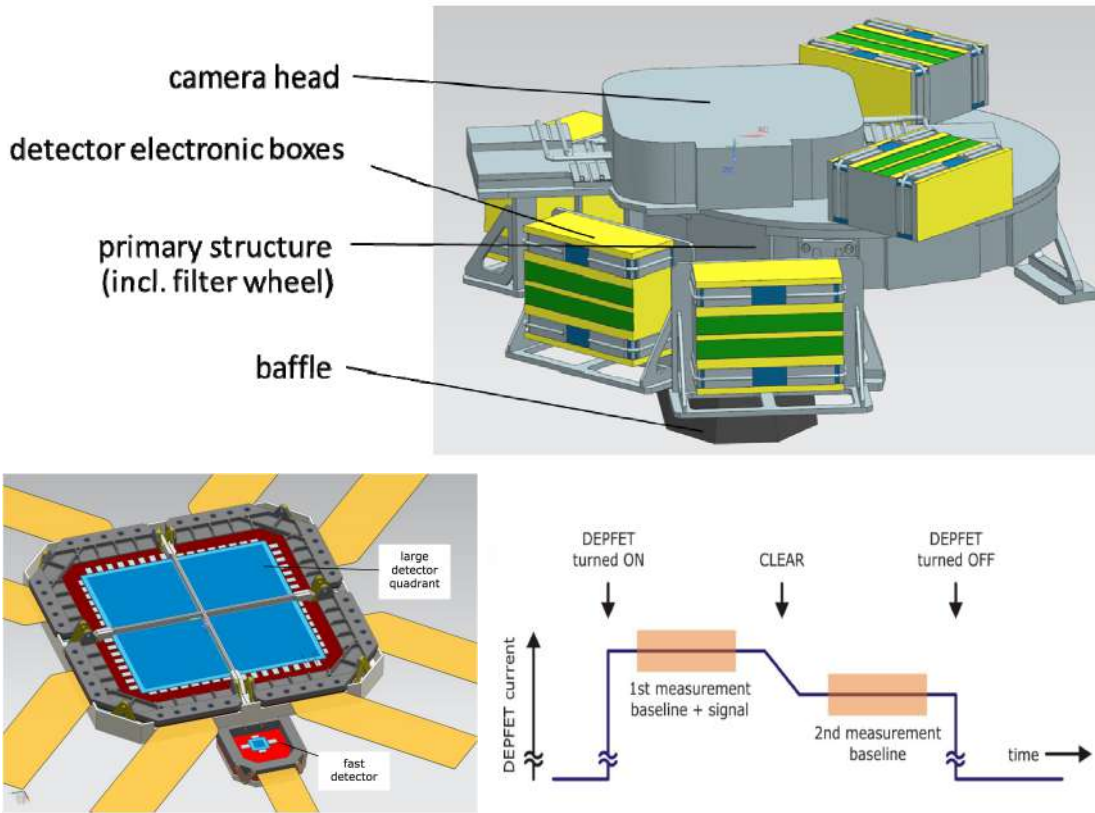 camera head
detector electronic boxes
primary structure
(incl. filter wheel)
baffle
large
detector
quadrant
fast
detector
DEPFET
turned ON
CLEAR
DEPFET
turned OFF
DEPFET current
1st measurement
baseline + signal
2nd measurement
baseline
time